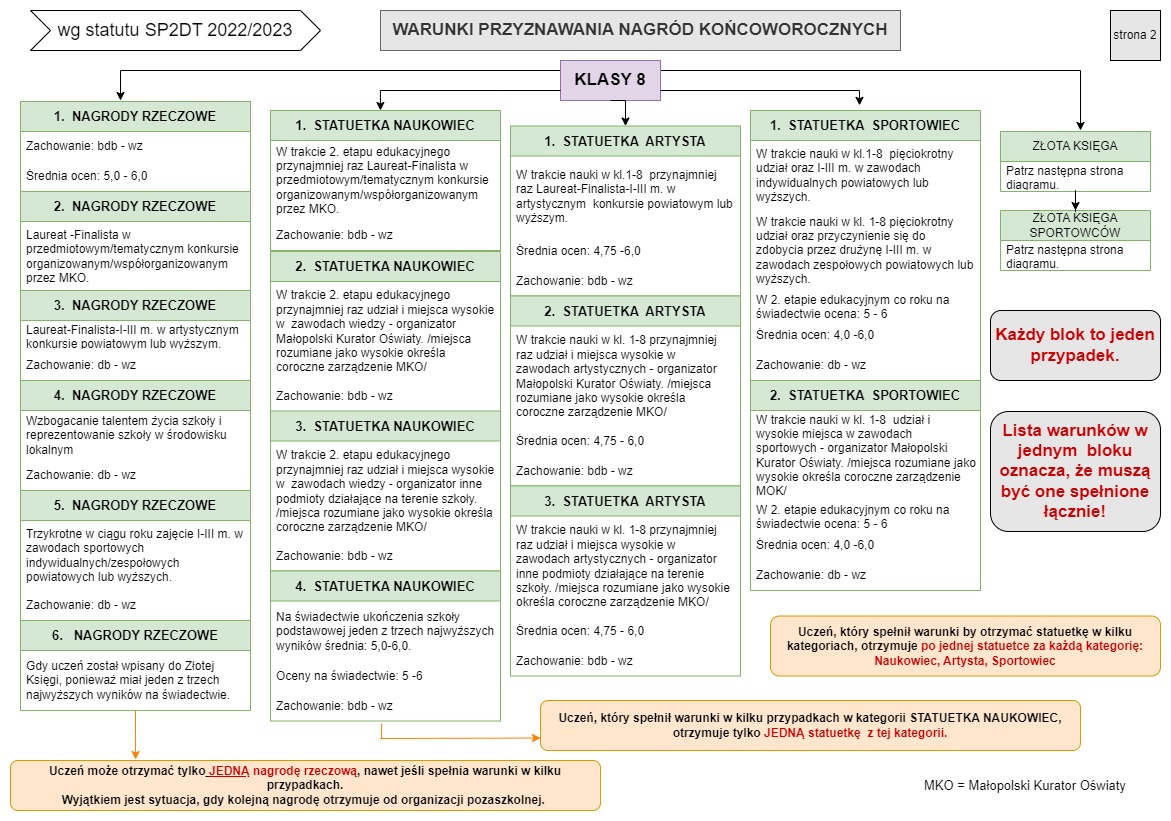 wg statutu SP2DT 2022/2023
WARUNKI PRZYZNAWANIA NAGRÓD KOŃCOWOROCZNYCH
strona 2
KLASY 8
1. NAGRODY RZECZOWE
Zachowanie: bdb - wz
Średnia ocen: 5,0 - 6,0
2. NAGRODY RZECZOWE
Laureat -Finalista w
przedmiotowym/tematycznym konkursie
organizowanym/współorganizowanym
przez MKO.
3. NAGRODY RZECZOWE
Laureat-Finalista-I-III m. w artystycznym
konkursie powiatowym lub wyższym.
Zachowanie: db - wz
4. NAGRODY RZECZOWE
Wzbogacanie talentem życia szkoły i
reprezentowanie szkoły w środowisku
lokalnym
Zachowanie: db - wz
5. NAGRODY RZECZOWE
Trzykrotne w ciągu roku zajęcie I-III m. w
zawodach sportowych
indywidualnych/zespołowych
powiatowych lub wyższych.
Zachowanie: db - wz
6. NAGRODY RZECZOWE
Gdy uczeń został wpisany do Złotej
Księgi, ponieważ miał jeden z trzech
najwyższych wyników na świadectwie.
1. STATUETKA NAUKOWIEC
W trakcie 2. etapu edukacyjnego
przynajmniej raz Laureat-Finalista w
przedmiotowym/tematycznym konkursie
organizowanym/współorganizowanym
przez MKO.
Zachowanie: bdb - wz
2. STATUETKA NAUKOWIEC
W trakcie 2. etapu edukacyjnego
przynajmniej raz udział i miejsca wysokie
w zawodach wiedzy - organizator
Małopolski Kurator Oświaty. /miejsca
rozumiane jako wysokie określa
coroczne zarządzenie MKO/
Zachowanie: bdb - wz
3. STATUETKA NAUKOWIEC
W trakcie 2. etapu edukacyjnego
przynajmniej raz udział i miejsca wysokie
w zawodach wiedzy - organizator inne
podmioty działające na terenie szkoły.
/miejsca rozumiane jako wysokie określa
coroczne zarządzenie MKO/
Zachowanie: bdb - wz
4. STATUETKA NAUKOWIEC
Na świadectwie ukończenia szkoły
podstawowej jeden z trzech najwyższych
wyników średnia: 5,0-6,0.
Oceny na świadectwie: 5 -6
Zachowanie: bdb - wz
1. STATUETKA ARTYSTA
W trakcie nauki w kl.1-8 przynajmniej
raz Laureat-Finalista-I-III m. w
artystycznym konkursie powiatowym lub
wyższym.
Średnia ocen: 4,75 -6,0
Zachowanie: bdb - wz
2. STATUETKA ARTYSTA
W trakcie nauki w kl. 1-8 przynajmniej
raz udział i miejsca wysokie w
zawodach artystycznych - organizator
Małopolski Kurator Oświaty. /miejsca
rozumiane jako wysokie określa
coroczne zarządzenie MKO/
Średnia ocen: 4,75 - 6,0
Zachowanie: bdb - wz
3. STATUETKA ARTYSTA
W trakcie nauki w kl. 1-8 przynajmniej
raz udział i miejsca wysokie w
zawodach artystycznych - organizator
inne podmioty działające na terenie
szkoły. /miejsca rozumiane jako wysokie
określa coroczne zarządzenie MKO/
Średnia ocen: 4,75 - 6,0
Zachowanie: bdb - wz
1. STATUETKA SPORTOWIEC
W trakcie nauki w kl.1-8 pięciokrotny
udział oraz I-III m. w zawodach
indywidualnych powiatowych lub
wyższych.
W trakcie nauki w kl. 1-8 pięciokrotny
udział oraz przyczynienie się do
zdobycia przez drużynę I-III m. w
zawodach zespołowych powiatowych lub
wyższych.
W 2. etapie edukacyjnym co roku na
świadectwie ocena: 5 - 6
Średnia ocen: 4,0 -6,0
Zachowanie: db - wz
2. STATUETKA SPORTOWIEC
W trakcie nauki w kl.1-8 udział i
wysokie miejsca w zawodach
sportowych - organizator Małopolski
Kurator Oświaty. /miejsca rozumiane jako
wysokie określa coroczne zarządzenie
MOK/
W 2. etapie edukacyjnym co roku na
świadectwie ocena: 5 - 6
Średnia ocen: 4,0 -6,0
Zachowanie: db - wz
ZŁOTA KSIĘGA
Patrz następna strona
diagramu.
ZŁOTA KSIĘGA
SPORTOWCÓW
Patrz następna strona
diagramu.
Każdy blok to jeden
przypadek.
Lista warunków w
jednym bloku
oznacza, że muszą
być one spełnione
łącznie!
Uczeń, który spełnił warunki by otrzymać statuetkę w kilku
kategoriach, otrzymuje po jednej statuetce za każdą kategorię:
Naukowiec, Artysta, Sportowiec
Uczeń, który spełnił warunki w kilku przypadkach w kategorii STATUETKA NAUKOWIEC,
otrzymuje tylko JEDNĄ statuetkę z tej kategorii.
Uczeń może otrzymać tylko JEDNĄ nagrodę rzeczową, nawet jeśli spełnia warunki w kilku
przypadkach.
Wyjątkiem jest sytuacja, gdy kolejną nagrodę otrzymuje od organizacji pozaszkolnej.
MKO = Małopolski Kurator Oświaty